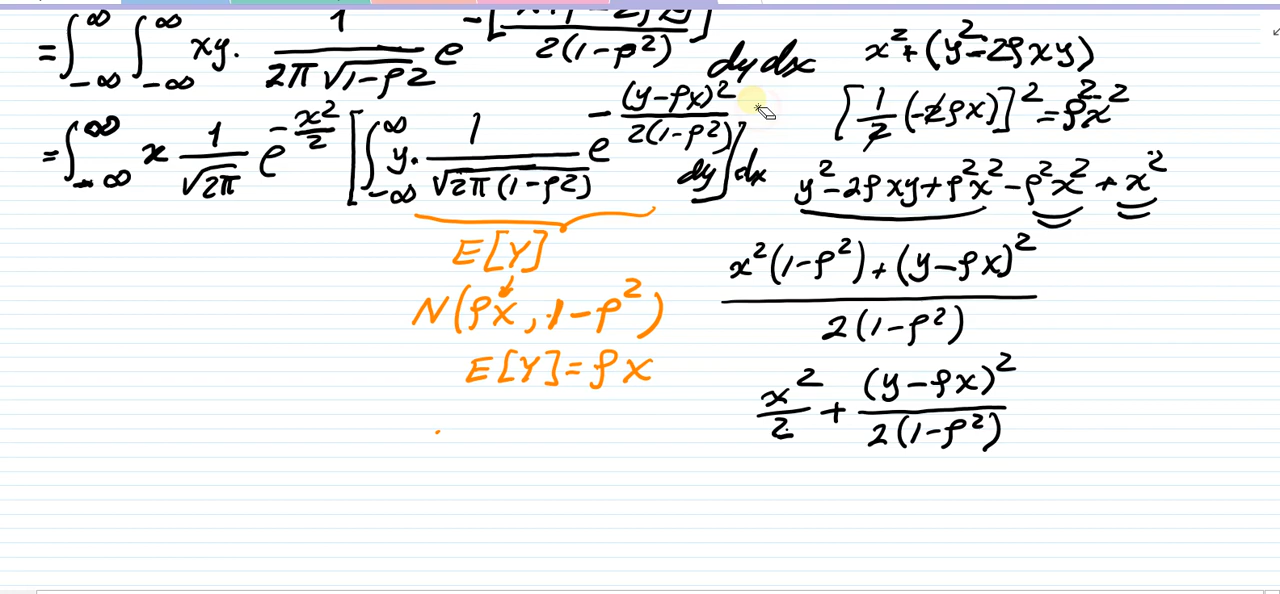 = ∫_{-∞}^{∞} ∫_{-∞}^{∞} xy · 1/(2π√(1-ρ2)) e^{-[.../(2(1-ρ²))]} dy dx
= ∫_{-∞}^{∞} x 1/√(2π) e^{-x²/2} [∫_{-∞}^{∞} y · 1/√(2π(1-ρ²)) e^{-(y-ρx)²/(2(1-ρ²))} dy] dx
E[Y]
N(ρx, 1-ρ²)
E[Y] = ρx
x² + (y² - 2ρxy)
[1/2 (-2ρx)]² = ρ²x²
y² - 2ρxy + ρ²x² - ρ²x² + x²
(x²(1-ρ²) + (y-ρx)²)/(2(1-ρ²))
x²/2 + (y-ρx)²/(2(1-ρ²))